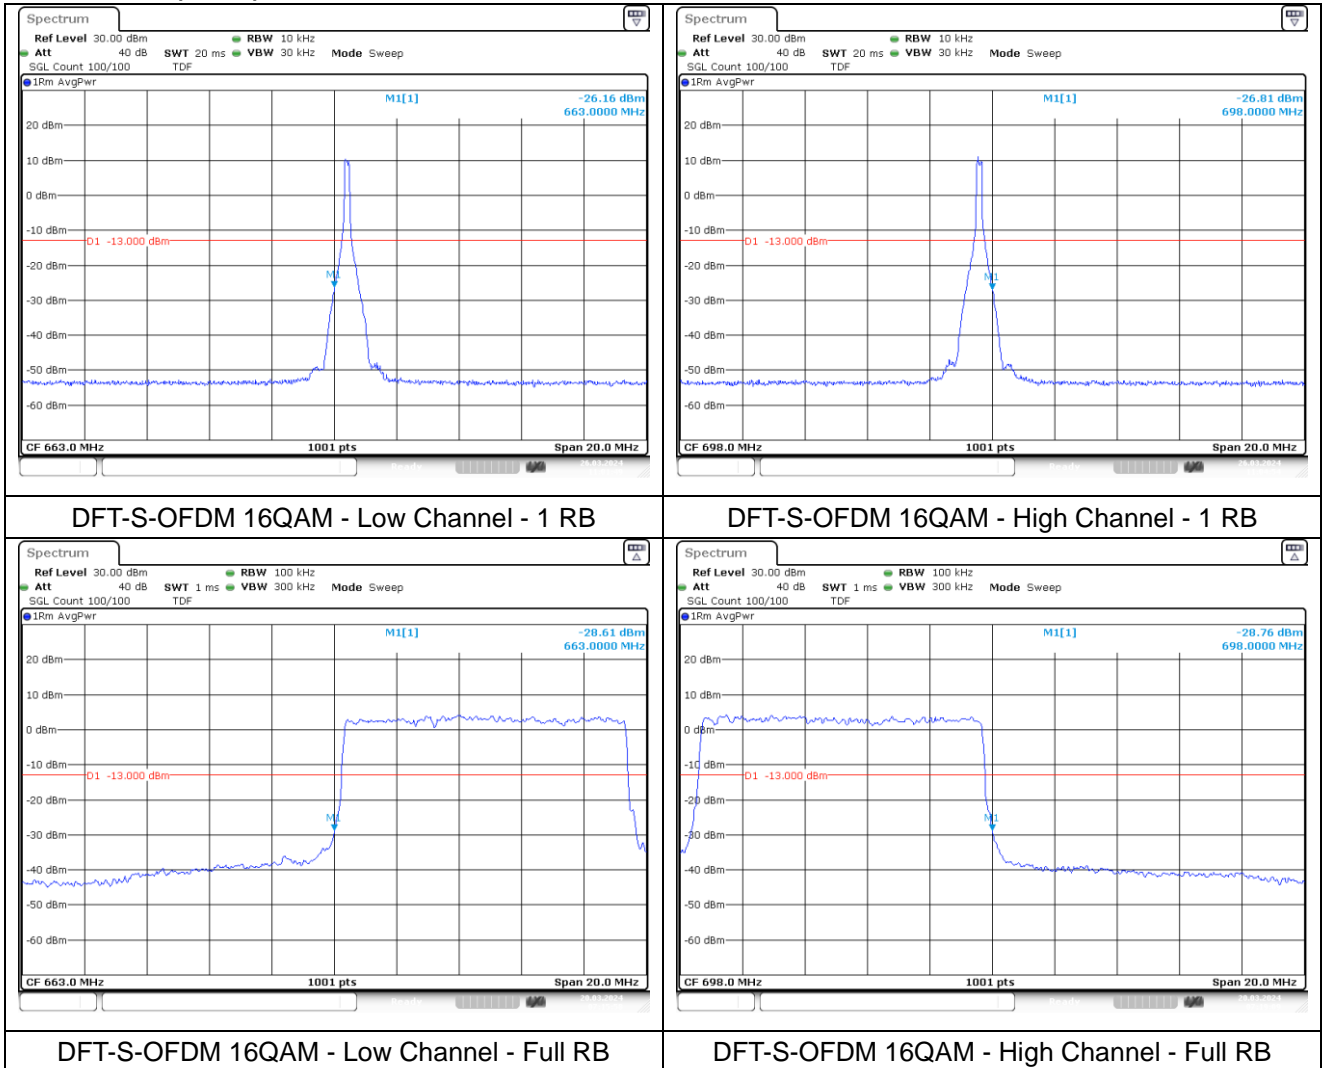 Spectrum
Ref Level 30.00 dBm RBW 10 kHz
Att 40 dB SWT 20 ms VBW 30 kHz Mode Sweep
SGL Count 100/100 TDF
1Rm AvgPwr
M1[1] -26.16 dBm
663.0000 MHz
20 dBm
10 dBm
0 dBm
-10 dBm
D1 -13.000 dBm
-20 dBm
M1
-30 dBm
-40 dBm
-50 dBm
-60 dBm
CF 663.0 MHz 1001 pts Span 20.0 MHz
Spectrum
Ref Level 30.00 dBm RBW 10 kHz
Att 40 dB SWT 20 ms VBW 30 kHz Mode Sweep
SGL Count 100/100 TDF
1Rm AvgPwr
M1[1] -26.81 dBm
698.0000 MHz
20 dBm
10 dBm
0 dBm
-10 dBm
D1 -13.000 dBm
-20 dBm
M1
-30 dBm
-40 dBm
-50 dBm
-60 dBm
CF 698.0 MHz 1001 pts Span 20.0 MHz
DFT-S-OFDM 16QAM - Low Channel - 1 RB
DFT-S-OFDM 16QAM - High Channel - 1 RB
Spectrum
Ref Level 30.00 dBm RBW 100 kHz
Att 40 dB SWT 1 ms VBW 300 kHz Mode Sweep
SGL Count 100/100 TDF
1Rm AvgPwr
M1[1] -28.61 dBm
663.0000 MHz
20 dBm
10 dBm
0 dBm
-10 dBm
D1 -13.000 dBm
-20 dBm
M1
-30 dBm
-40 dBm
-50 dBm
-60 dBm
CF 663.0 MHz 1001 pts Span 20.0 MHz
Spectrum
Ref Level 30.00 dBm RBW 100 kHz
Att 40 dB SWT 1 ms VBW 300 kHz Mode Sweep
SGL Count 100/100 TDF
1Rm AvgPwr
M1[1] -28.76 dBm
698.0000 MHz
20 dBm
10 dBm
0 dBm
-10 dBm
D1 -13.000 dBm
-20 dBm
M1
-30 dBm
-40 dBm
-50 dBm
-60 dBm
CF 698.0 MHz 1001 pts Span 20.0 MHz
DFT-S-OFDM 16QAM - Low Channel - Full RB
DFT-S-OFDM 16QAM - High Channel - Full RB